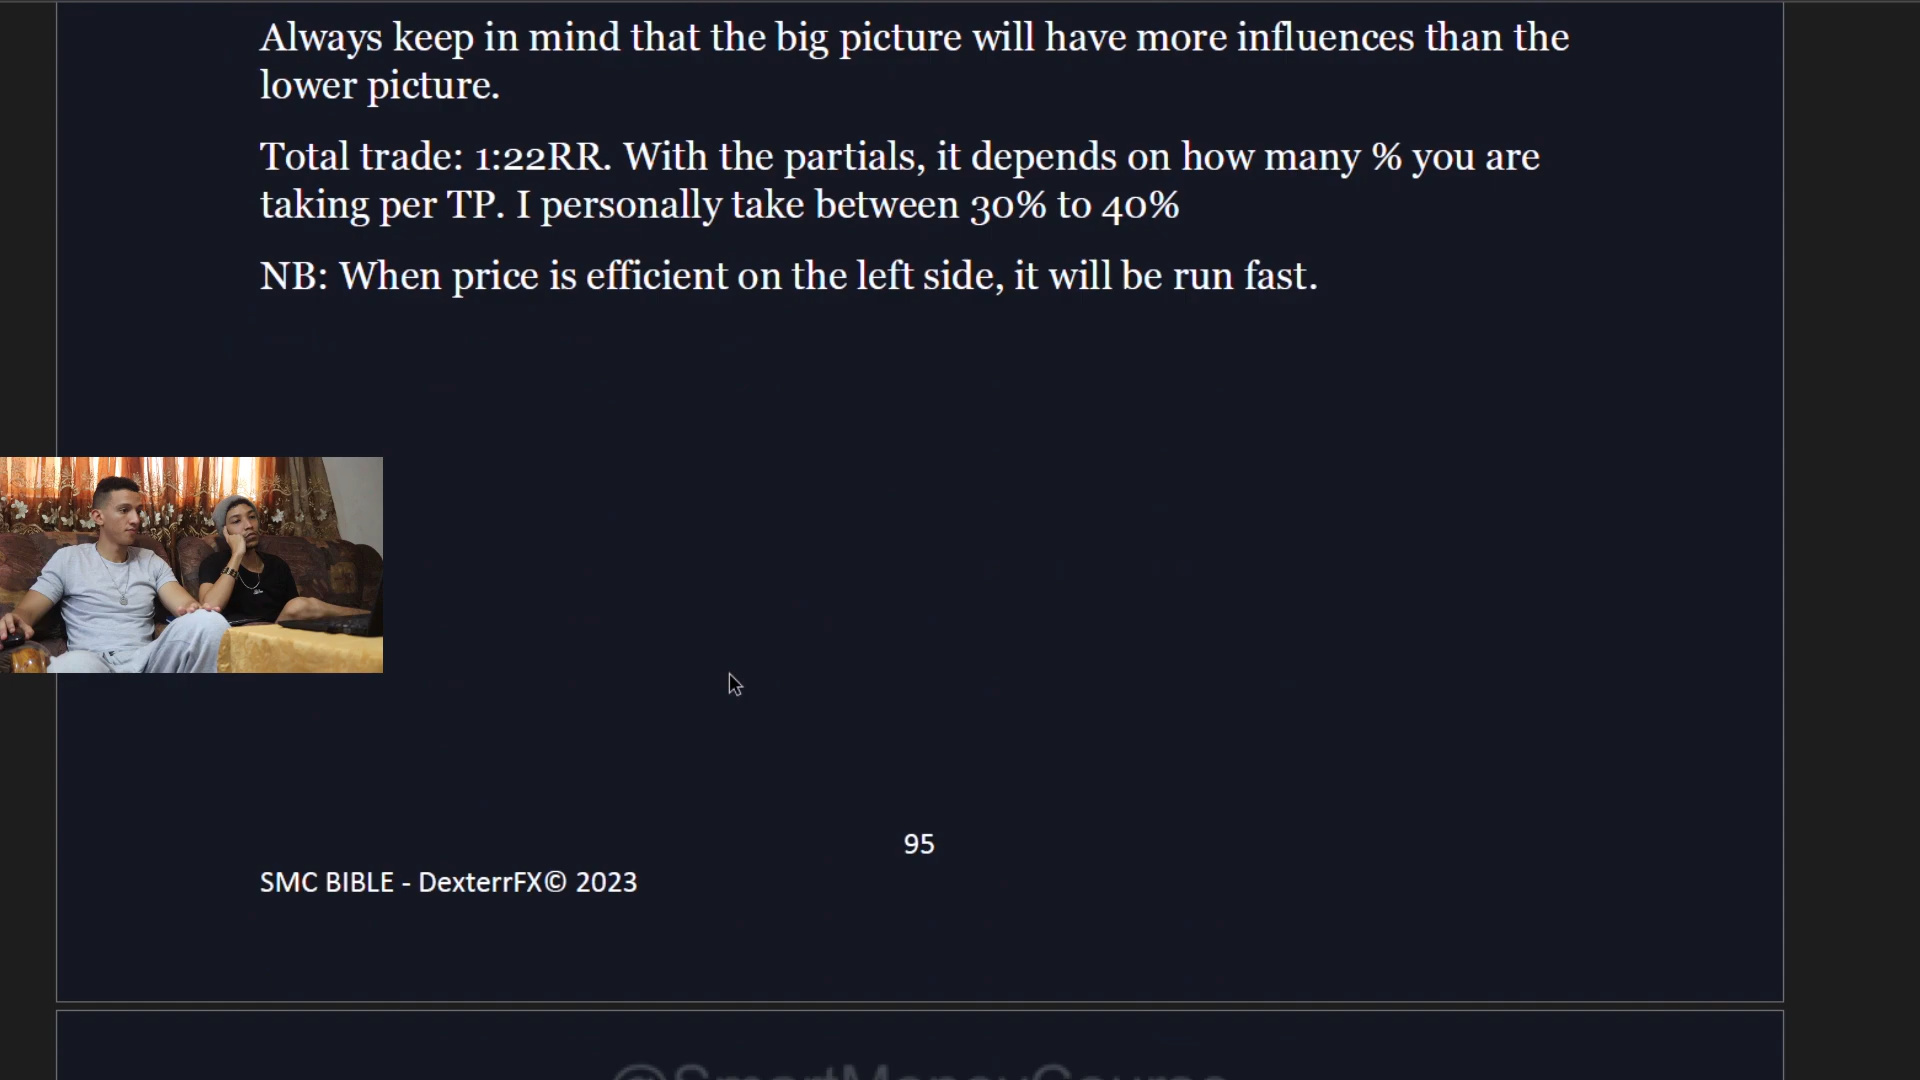 Always keep in mind that the big picture will have more influences than the
lower picture.
Total trade: 1:22RR. With the partials, it depends on how many % you are
taking per TP. I personally take between 30% to 40%
NB: When price is efficient on the left side, it will be run fast.
95
SMC BIBLE - DexterrFX© 2023
@SmartMoneyCourse